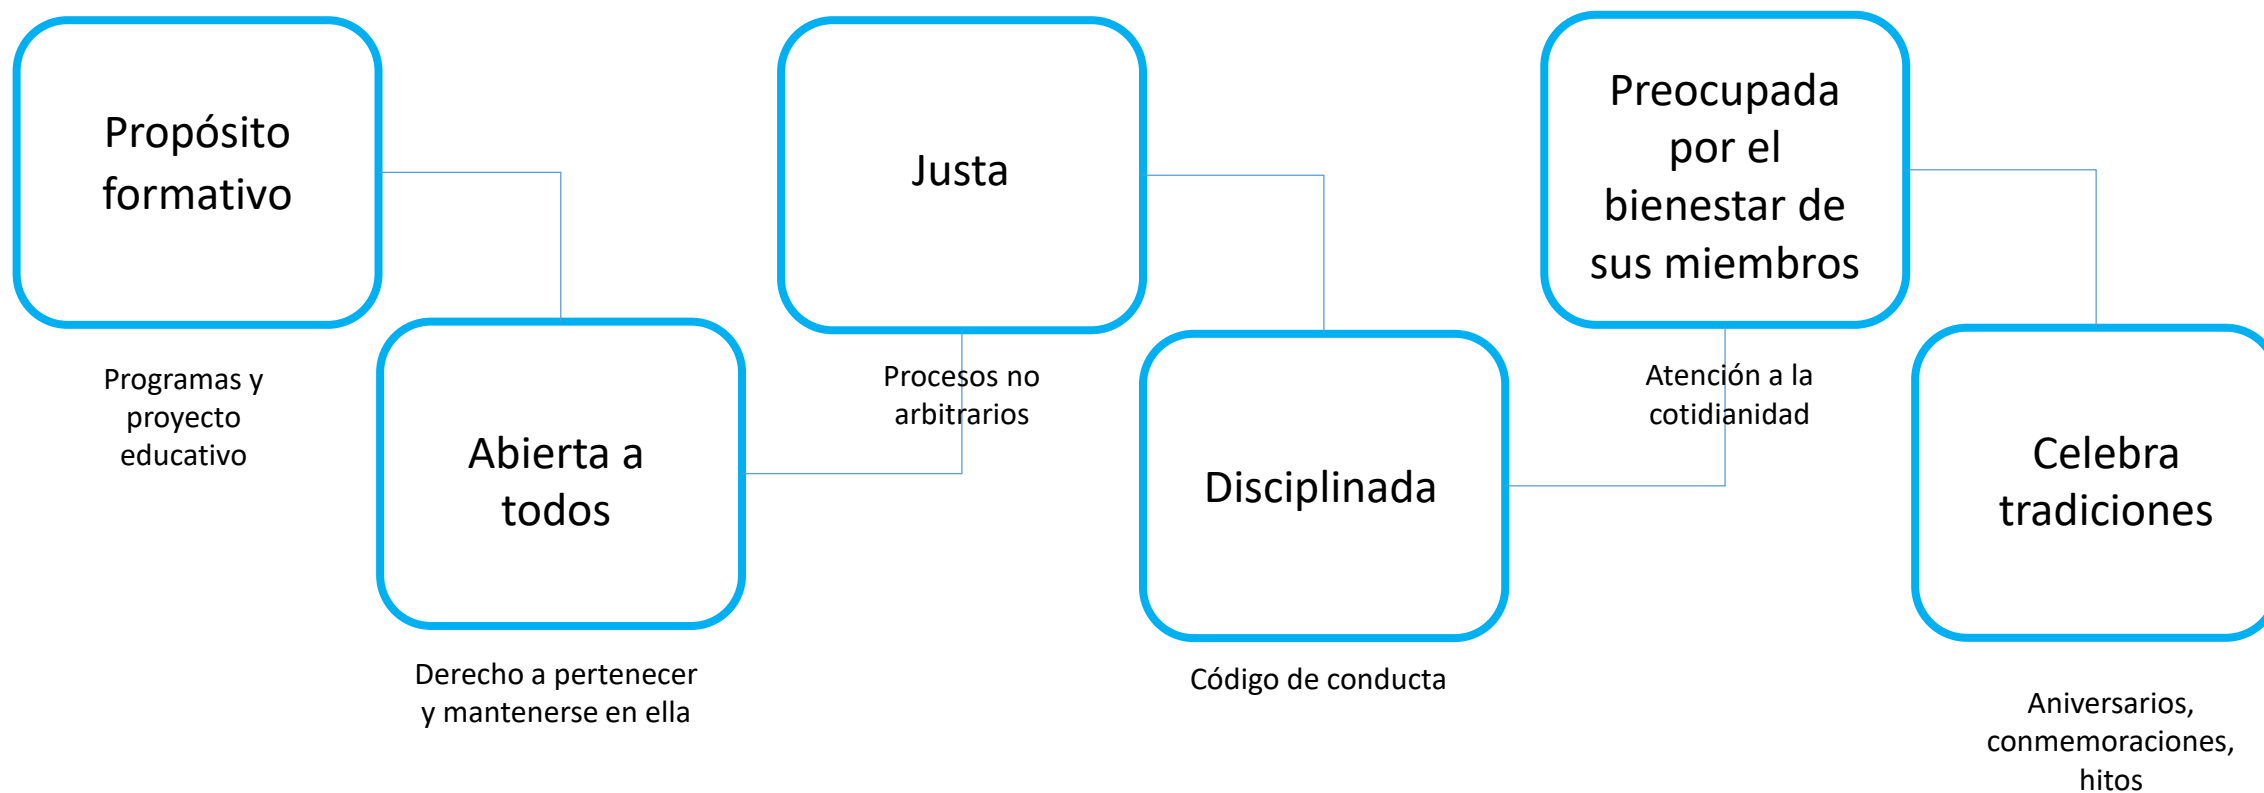 Propósito
formativo
Programas y
proyecto
educativo
Abierta a
todos
Derecho a pertenecer
y mantenerse en ella
Justa
Procesos no
arbitrarios
Disciplinada
Código de conducta
Preocupada
por el
bienestar de
sus miembros
Atención a la
cotidianidad
Celebra
tradiciones
Aniversarios,
conmemoraciones,
hitos